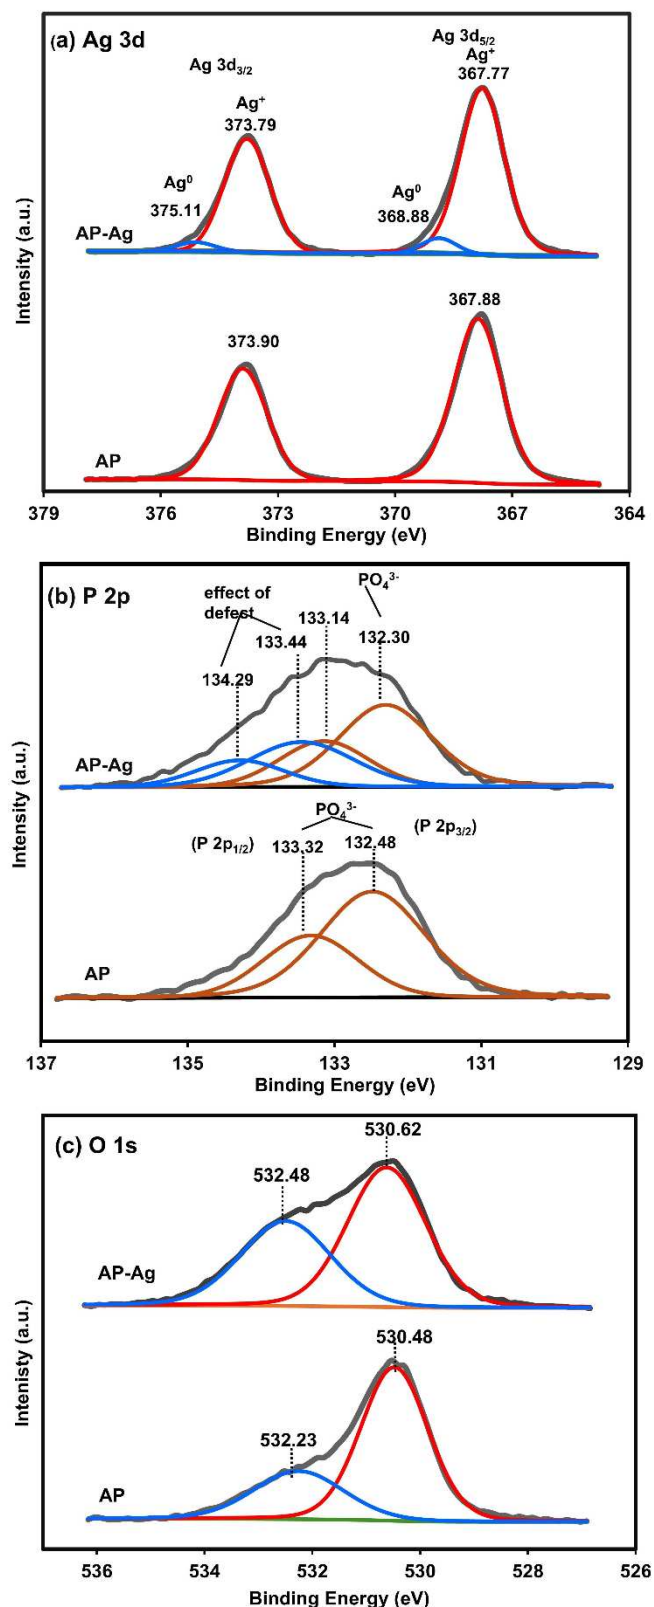 (a) Ag 3d
Ag 3d5/2
Ag+
367.77
Ag 3d3/2
Ag+
373.79
Ag0
375.11
Ag0
368.88
AP-Ag
367.88
373.90
AP
Intensity (a.u.)
379 376 373 370 367 364
Binding Energy (eV)
(b) P 2p
effect of
defect
PO43-
133.14
133.44
132.30
134.29
AP-Ag
PO43-
(P 2p1/2)
133.32
132.48
(P 2p3/2)
AP
Intensity (a.u.)
137 135 133 131 129
Binding Energy (eV)
(c) O 1s
530.62
532.48
AP-Ag
530.48
532.23
AP
Intenisty (a.u.)
536 534 532 530 528 526
Binding Energy (eV)